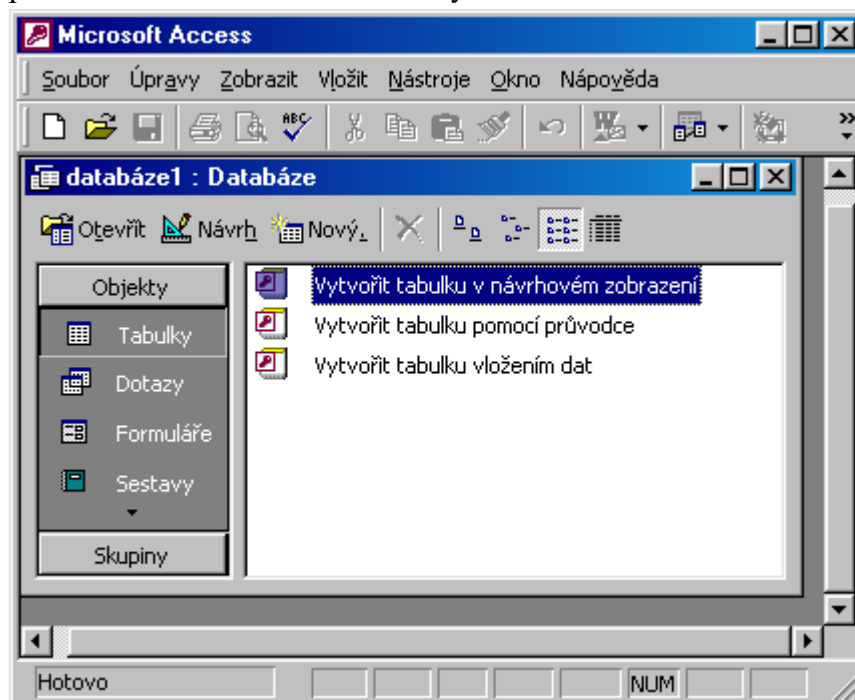 Microsoft Access
Soubor Úpravy Zobrazit Vložit Nástroje Okno Nápověda
ABC
W
databáze1 : Databáze
Otevřít Návrh Nový.
Objekty
Vytvořit tabulku v návrhovém zobrazení
Tabulky
Vytvořit tabulku pomocí průvodce
Dotazy
Vytvořit tabulku vložením dat
Formuláře
Sestavy
Skupiny
Hotovo
NUM